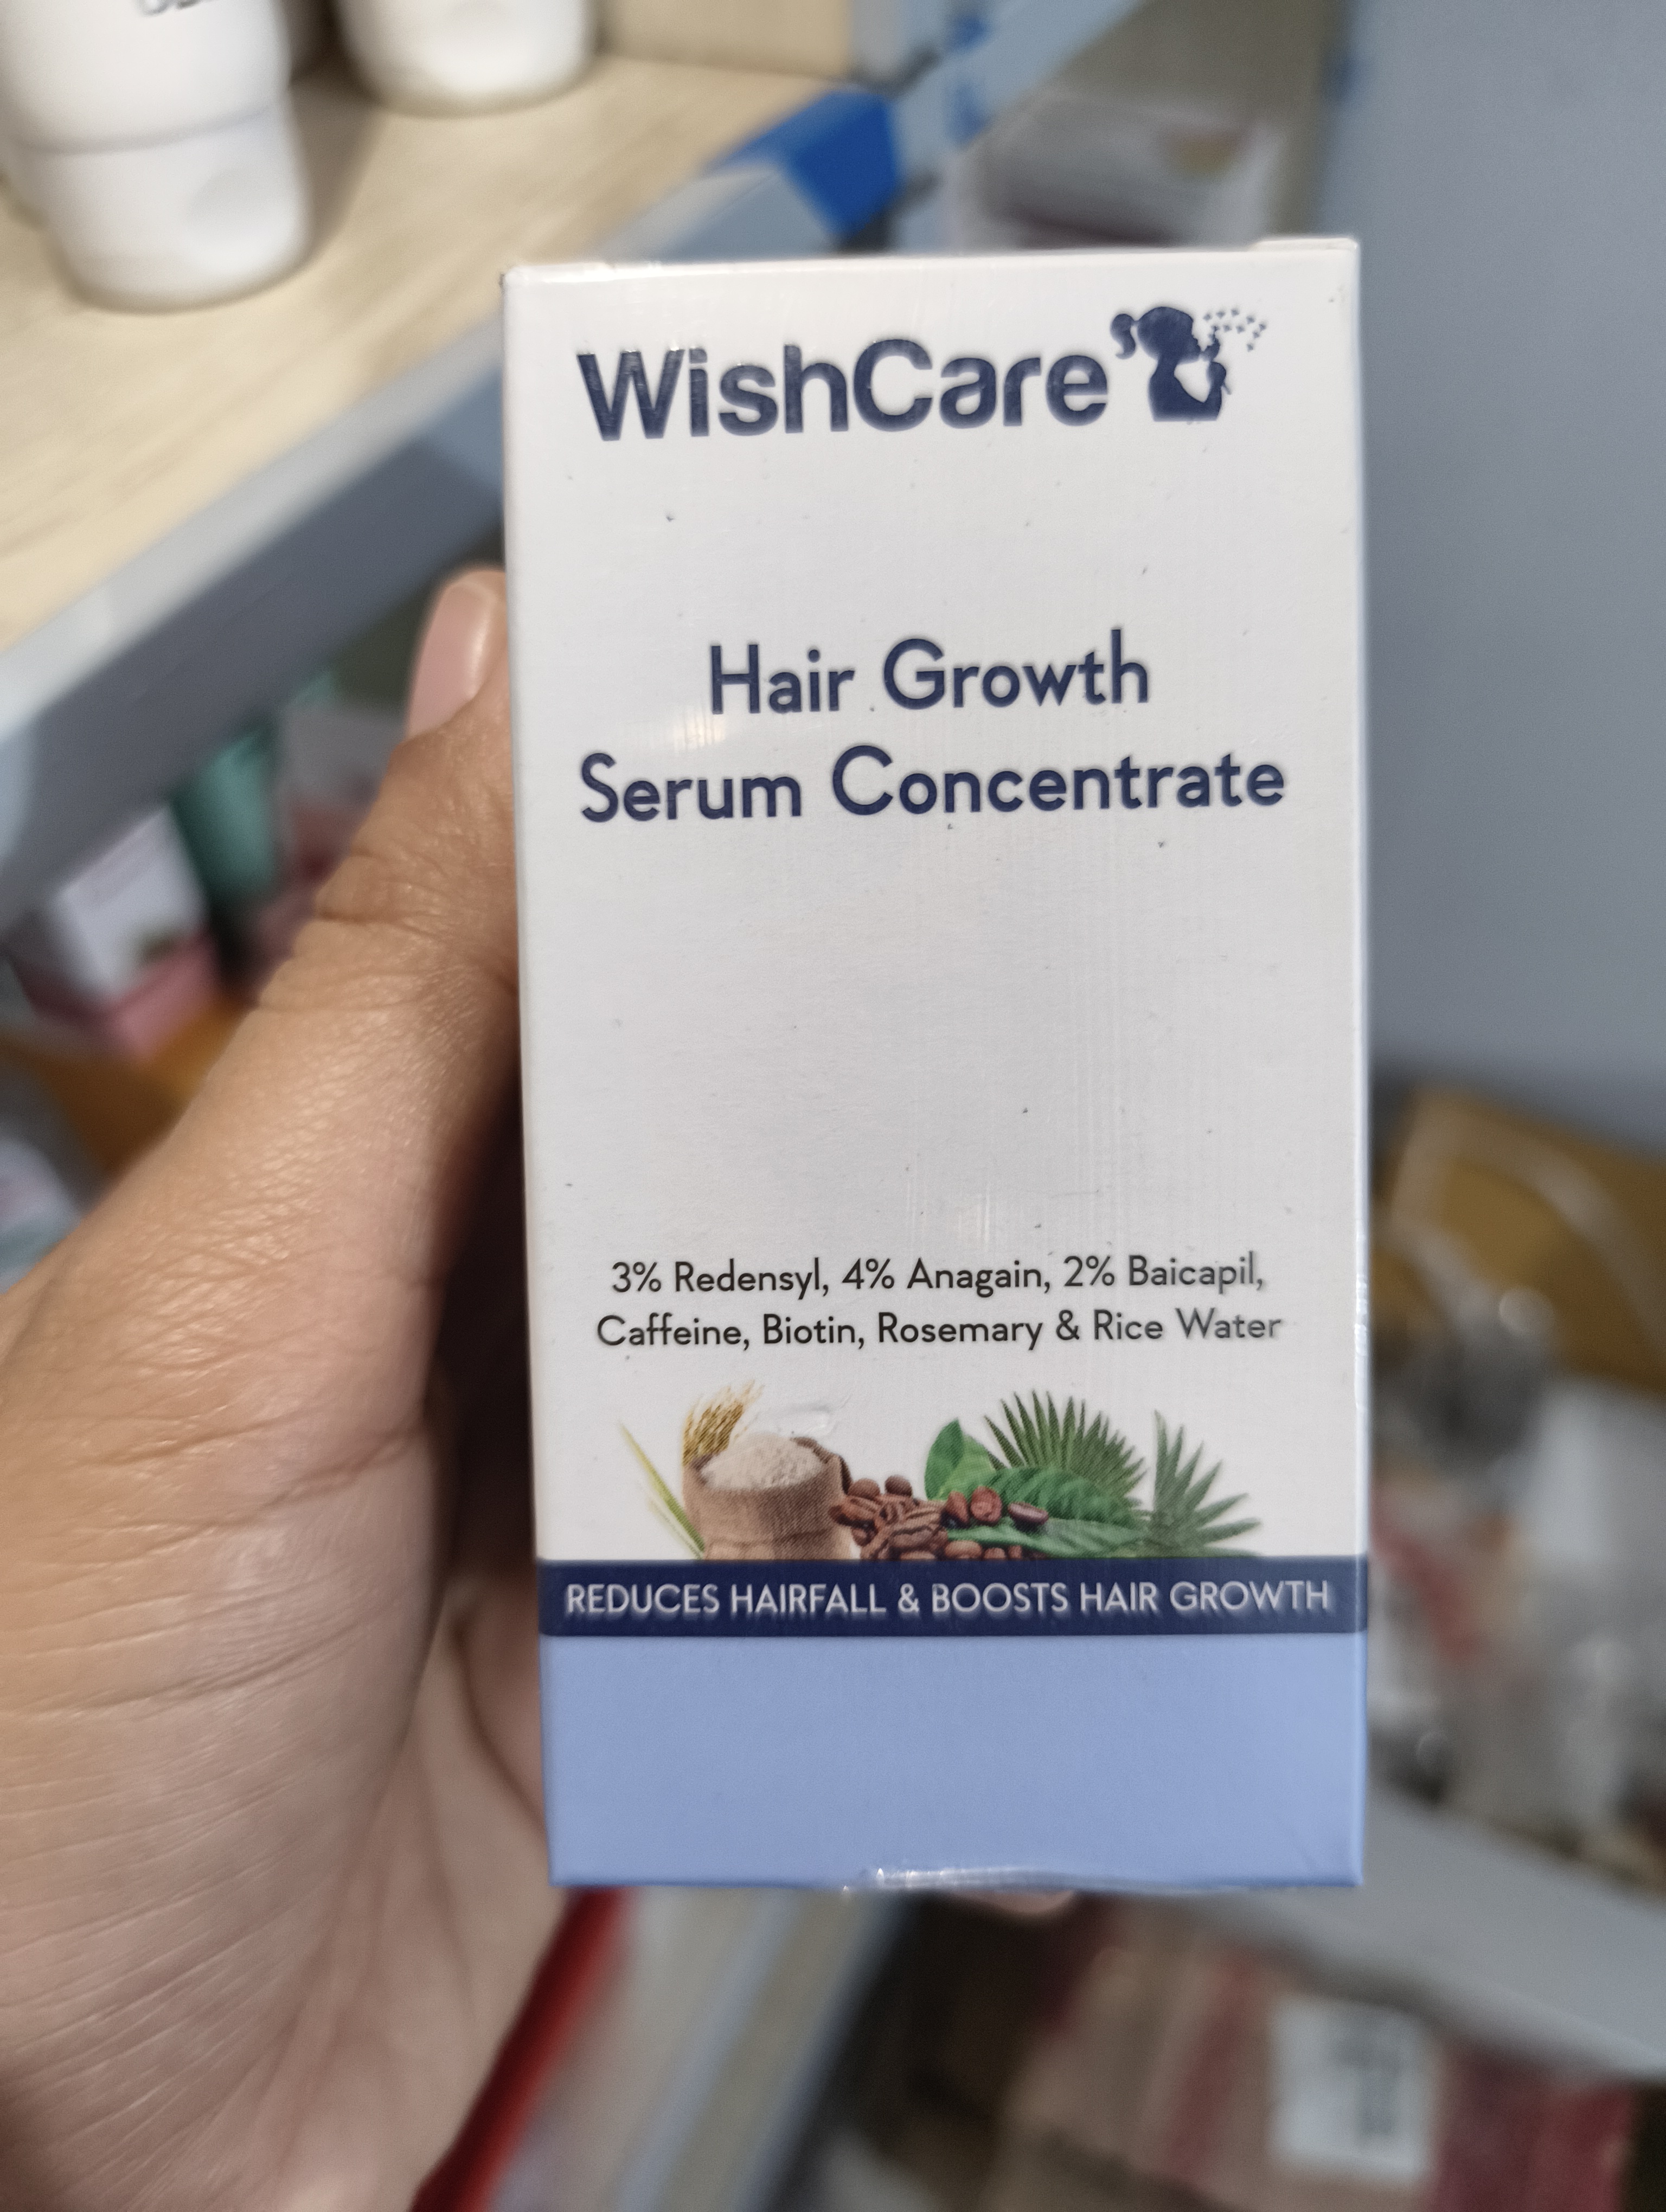 WishCare
Hair Growth
Serum Concentrate
3% Redensyl, 4% Anagain, 2% Baicapil,
Caffeine, Biotin, Rosemary & Rice Water
REDUCES HAIRFALL & BOOSTS HAIR GROWTH